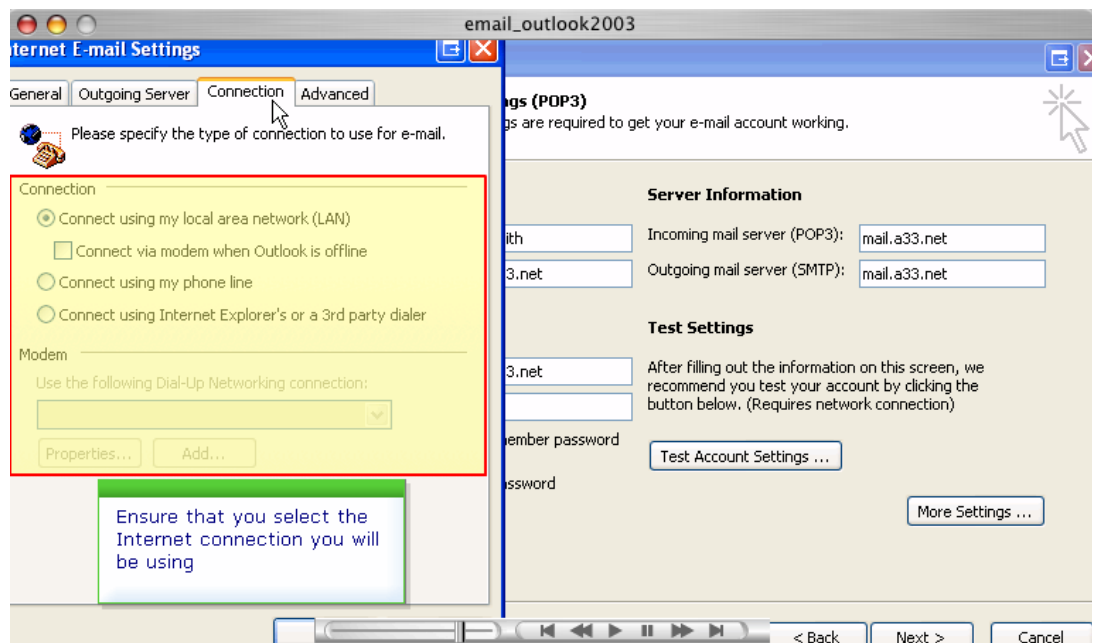 email_outlook2003
nternet E-mail Settings
General Outgoing Server Connection Advanced
Please specify the type of connection to use for e-mail.
Connection
Connect using my local area network (LAN)
Connect via modem when Outlook is offline
Connect using my phone line
Connect using Internet Explorer's or a 3rd party dialer
Modem
Use the following Dial-Up Networking connection:
Properties... Add...
Ensure that you select the
Internet connection you will
be using
ngs (POP3)
gs are required to get your e-mail account working.
ith
3.net
3.net
ember password
ssword
Server Information
Incoming mail server (POP3): mail.a33.net
Outgoing mail server (SMTP): mail.a33.net
Test Settings
After filling out the information on this screen, we
recommend you test your account by clicking the
button below. (Requires network connection)
Test Account Settings ...
More Settings ...
< Back Next > Cancel